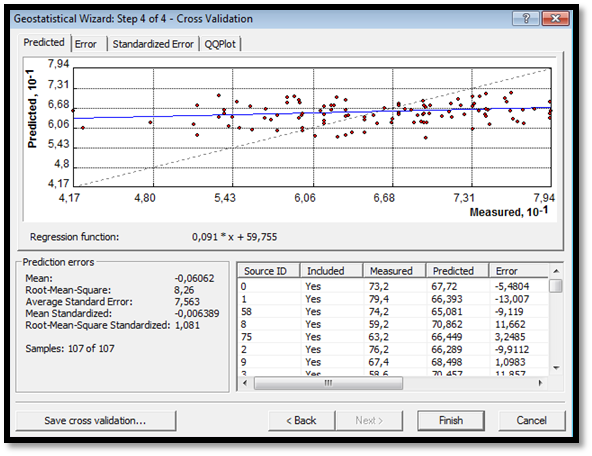 Geostatistical Wizard: Step 4 of 4 - Cross Validation
Predicted Error Standardized Error QQPlot
Predicted, 10-1
7,94
7,31
6,68
6,06
5,43
4,8
4,17
4,17 4,80 5,43 6,06 6,68 7,31 7,94
Measured, 10-1
Regression function: 0,091 * x + 59,755
Prediction errors
Mean: -0,06062
Root-Mean-Square: 8,26
Average Standard Error: 7,563
Mean Standardized: -0,006389
Root-Mean-Square Standardized: 1,081
Samples: 107 of 107
Source ID Included Measured Predicted Error
0 Yes 73,2 67,72 -5,4804
1 Yes 79,4 66,393 -13,007
58 Yes 74,2 65,081 -9,119
8 Yes 59,2 70,862 11,662
75 Yes 63,2 66,449 3,2485
2 Yes 76,2 66,289 -9,9112
9 Yes 67,4 68,498 1,0983
3 Yes 58,6 70,457 11,857
Save cross validation... < Back Next > Finish Cancel